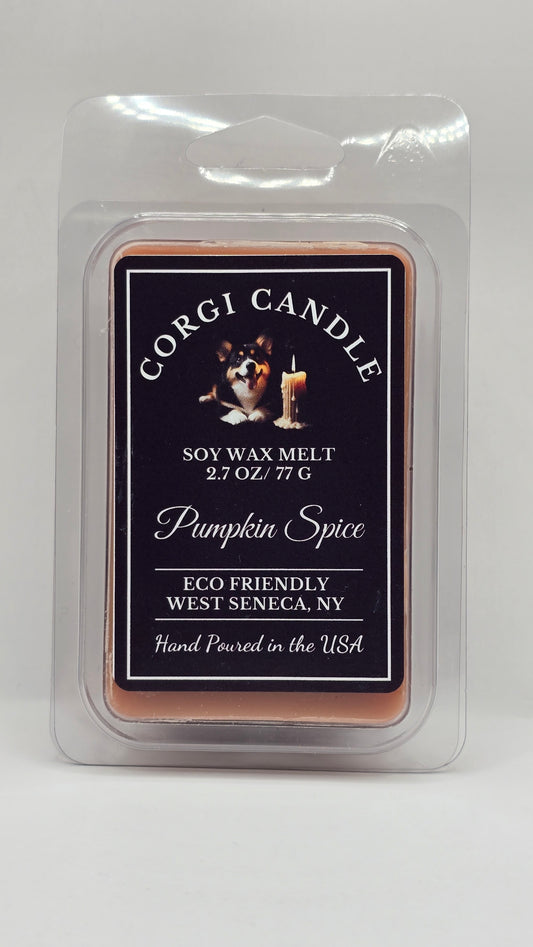 CORGI CANDLE
SOY WAX MELT
2.7 OZ/ 77 G
Pumpkin Spice
ECO FRIENDLY
WEST SENECA, NY
Hand Poured in the USA